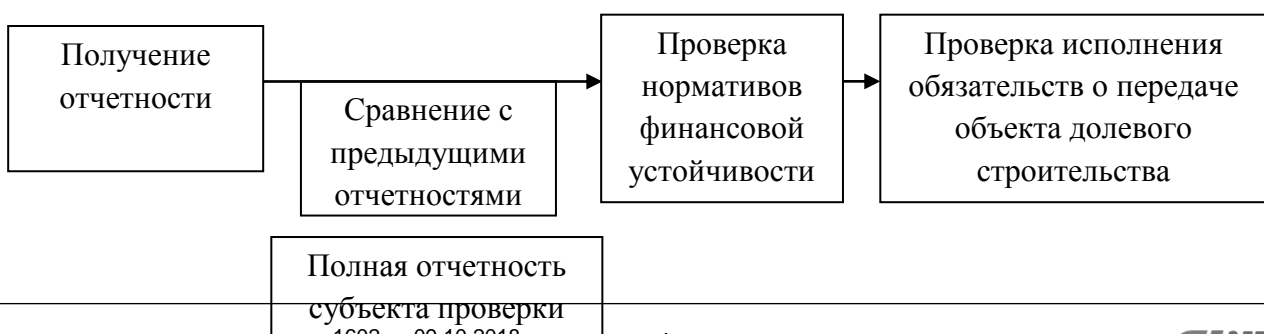 Получение
отчетности
Сравнение с
предыдущими
отчетностями
Проверка
нормативов
финансовой
устойчивости
Проверка исполнения
обязательств о передаче
объекта долевого
строительства
Полная отчетность
субъекта проверки